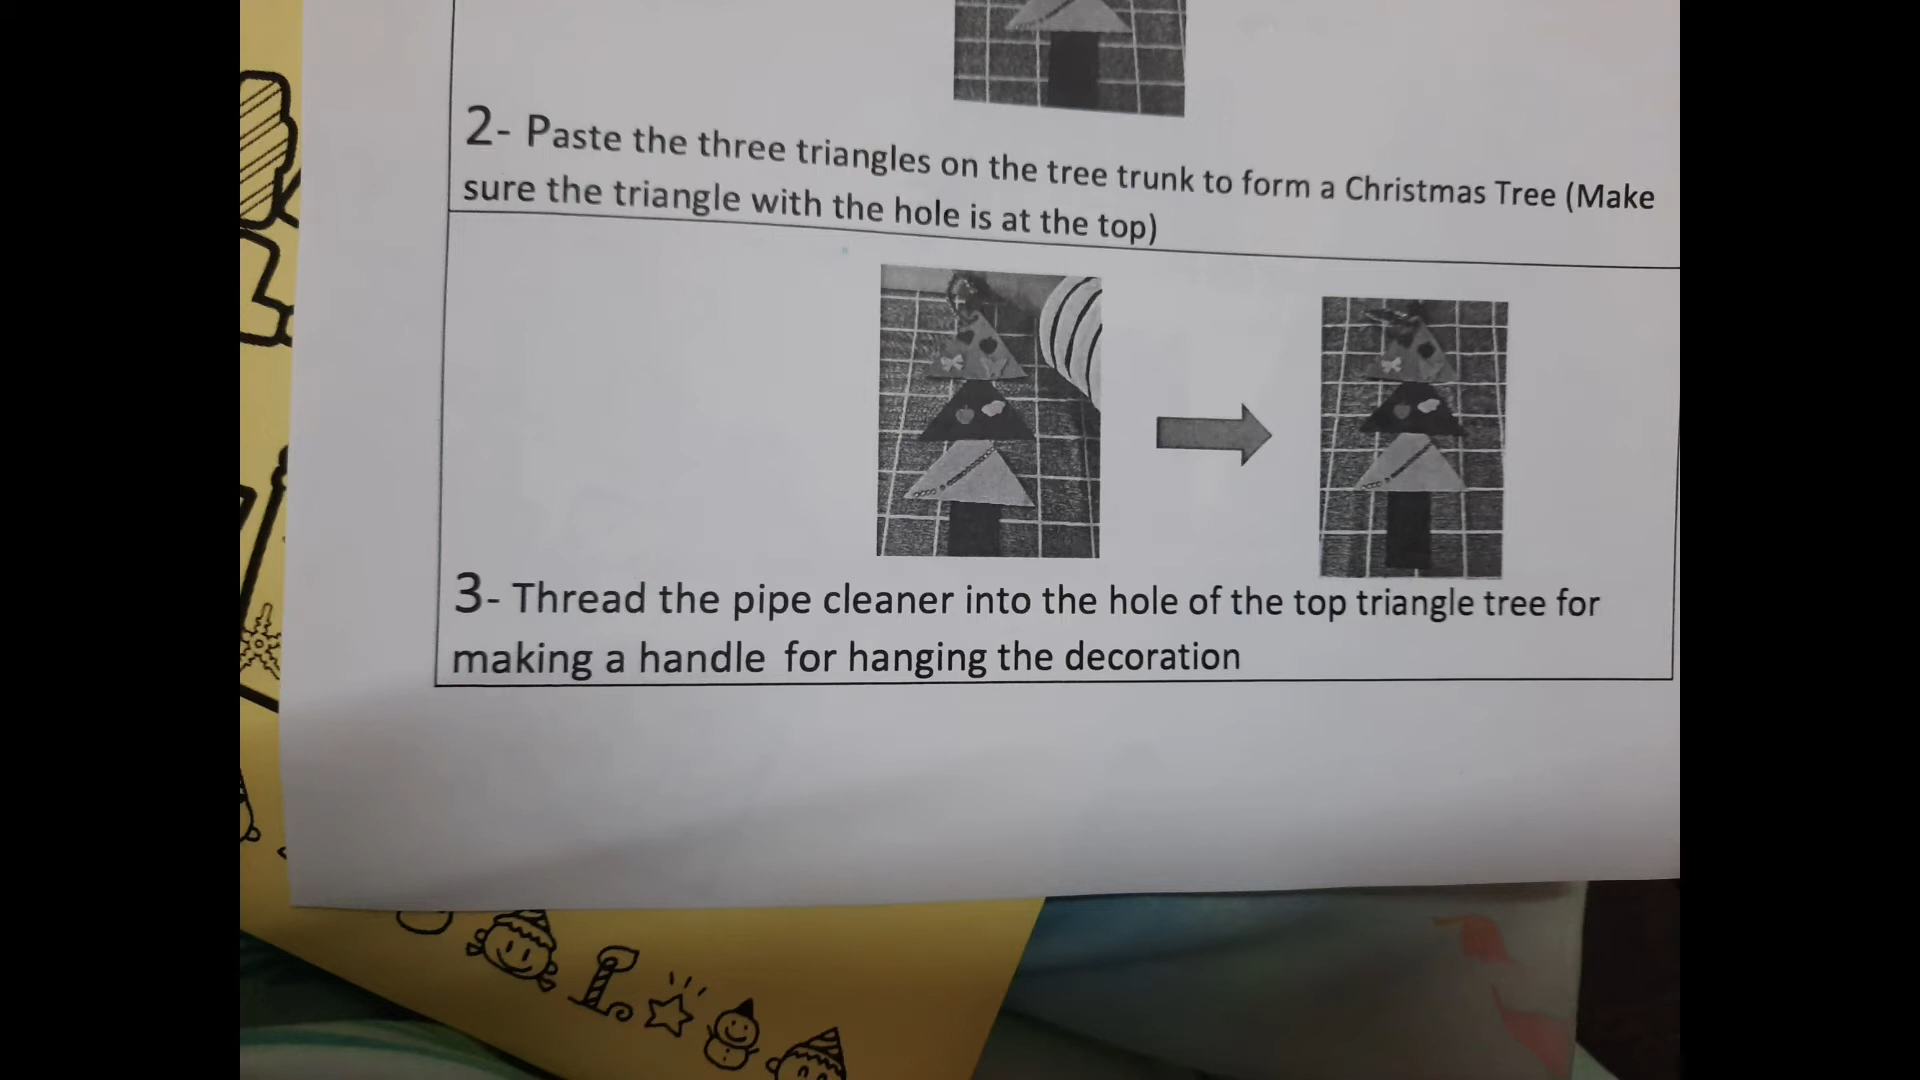 2- Paste the three triangles on the tree trunk to form a Christmas Tree (Make
sure the triangle with the hole is at the top)
3- Thread the pipe cleaner into the hole of the top triangle tree for
making a handle for hanging the decoration